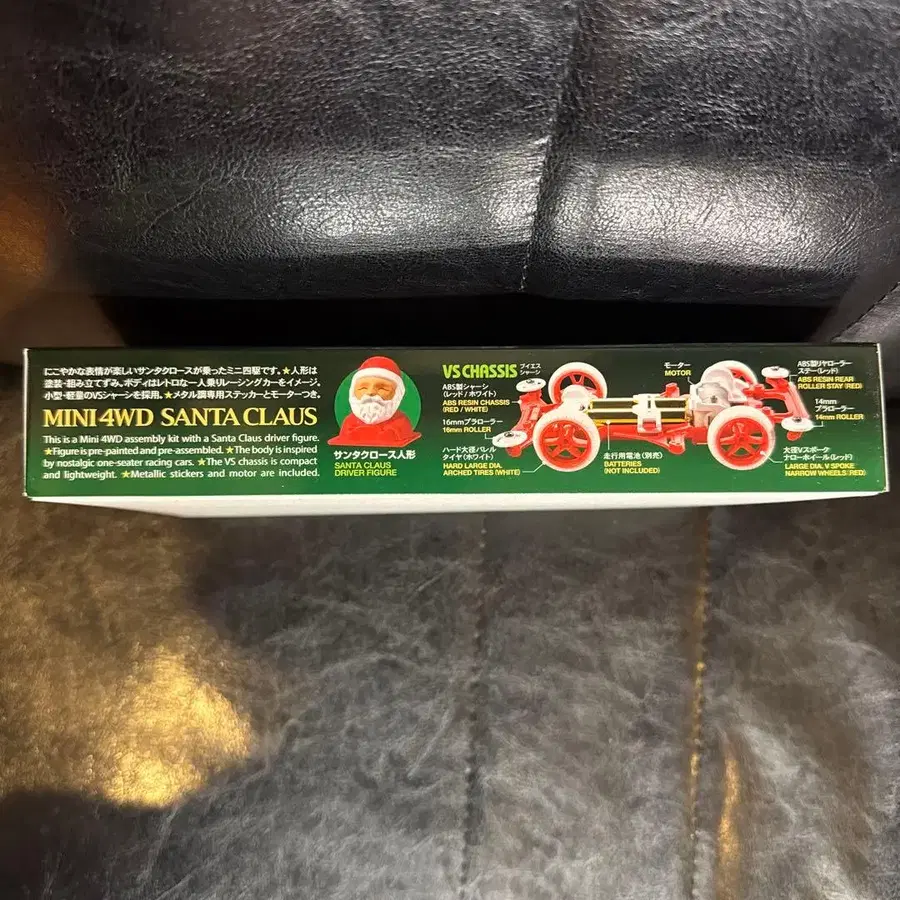 にこやかな表情が楽しいサンタクロースが乗ったミニ四駆です。★人形は
塗装・組み立てずみ。ボディはレトロな一人乗りレーシングカーをイメージ。
小型・軽量のVSシャーシを採用。★メタル調専用ステッカーとモーターつき。
MINI 4WD SANTA CLAUS
This is a Mini 4WD assembly kit with a Santa Claus driver figure.
★Figure is pre-painted and pre-assembled. ★The body is inspired
by nostalgic one-seater racing cars. ★The VS chassis is compact
and lightweight. ★Metallic stickers and motor are included.
サンタクロース人形
SANTA CLAUS
DRIVER FIGURE
VS CHASSIS ブイエス
シャーシ
ABS製シャーシ
(レッド/ホワイト)
ABS RESIN CHASSIS
(RED / WHITE)
16mmプラローラー
16mm ROLLER
ハード大径バレル
タイヤ(ホワイト)
HARD LARGE DIA.
ARCHED TIRES (WHITE)
走行用電池(別売)
BATTERIES
(NOT INCLUDED)
モーター
MOTOR
ABS製リヤローラー
ステー(レッド)
ABS RESIN REAR
ROLLER STAY (RED)
14mm
プラローラー
14mm ROLLER
大径Vスポーク
ナローホイール(レッド)
LARGE DIA. V SPOKE
NARROW WHEELS (RED)